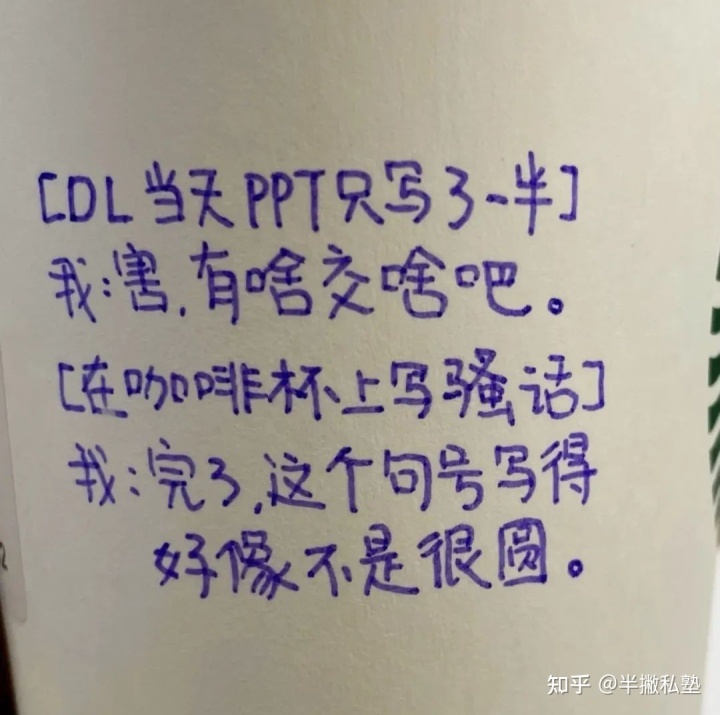 [DL当天PPT只写了一半]
我:害,有啥交啥吧。
[在咖啡杯上写骚话]
我:完了,这个句号写得
好像不是很圆。
知乎 @半撇私塾